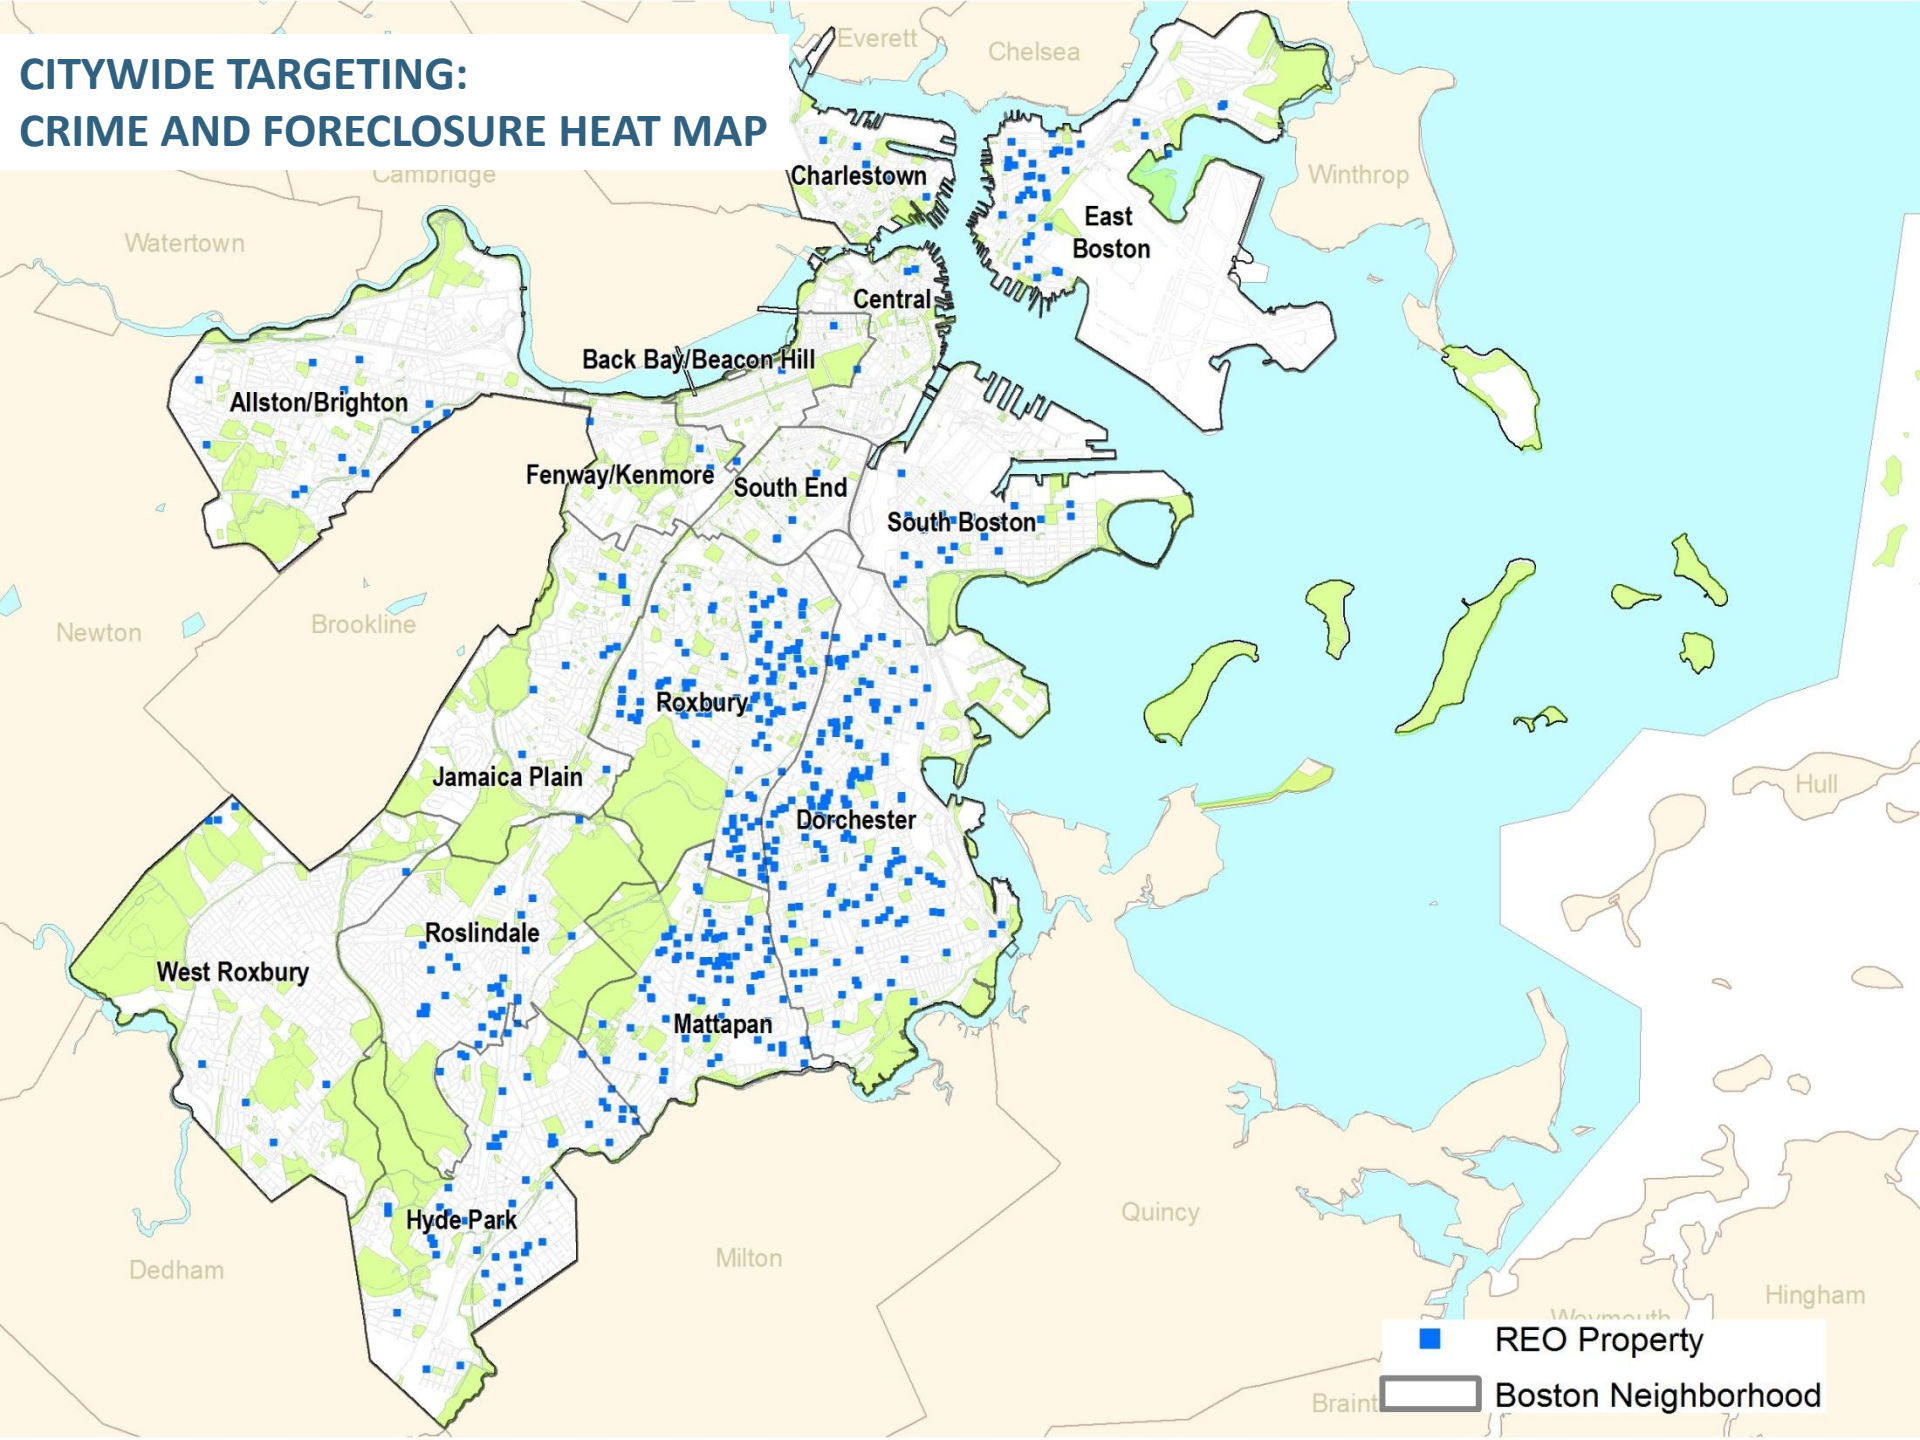 CITYWIDE TARGETING:
CRIME AND FORECLOSURE HEAT MAP
Everett
Chelsea
Cambridge
Charlestown
Winthrop
Watertown
East
Boston
Central
Back Bay/Beacon Hill
Allston/Brighton
Fenway/Kenmore
South End
South Boston
Newton
Brookline
Roxbury
Jamaica Plain
Hull
Dorchester
Roslindale
West Roxbury
Mattapan
Quincy
Hyde Park
Milton
Dedham
Hingham
Weymouth
REO Property
Braint
Boston Neighborhood